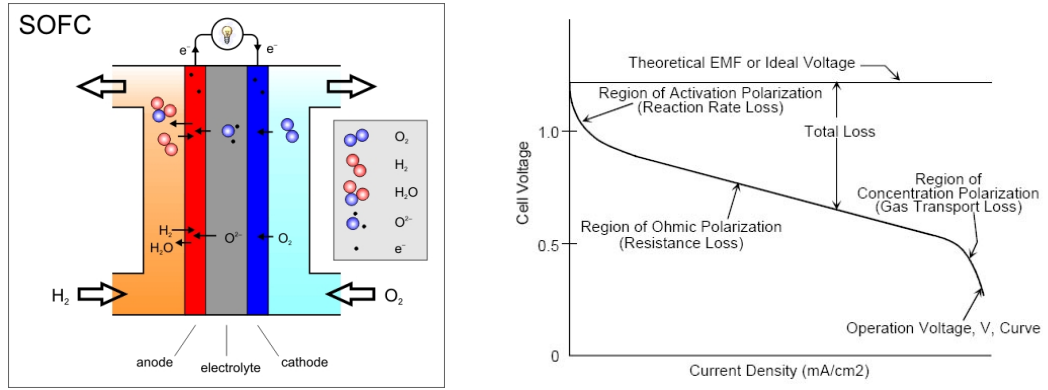 SOFC
e⁻
e⁻
O₂
H₂
H₂O
O²⁻
e⁻
H₂
H₂O
O²⁻
O₂
H₂
O₂
anode
electrolyte
cathode
Theoretical EMF or Ideal Voltage
Region of Activation Polarization
(Reaction Rate Loss)
Total Loss
Region of
Concentration Polarization
(Gas Transport Loss)
Region of Ohmic Polarization
(Resistance Loss)
Operation Voltage, V, Curve
1.0
0.5
0
Cell Voltage
Current Density (mA/cm2)